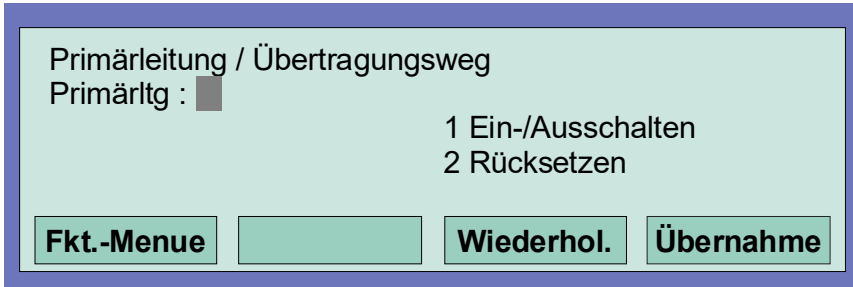 Primärleitung / Übertragungsweg
Primärltg :
1 Ein-/Ausschalten
2 Rücksetzen
Fkt.-Menue Wiederhol. Übernahme